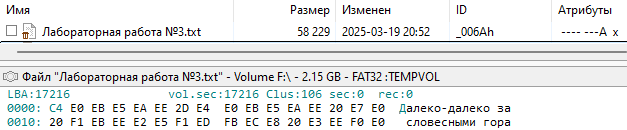 Имя Размер Изменен ID Атрибуты
Лабораторная работа №3.txt 58 229 2025-03-19 20:52 _006Ah ---- ---A x
Файл "Лабораторная работа №3.txt" - Volume F:\ - 2.15 GB - FAT32 :TEMPVOL
LBA:17216 vol.sec:17216 Clus:106 sec:0 rec:0
0000: C4 E0 EB E5 EA EE 2D E4 E0 EB E5 EA EE 20 E7 E0 Далеко-далеко за
0010: 20 F1 EB EE E2 E5 F1 ED FB EC E8 20 E3 EE F0 E0 словесными гора